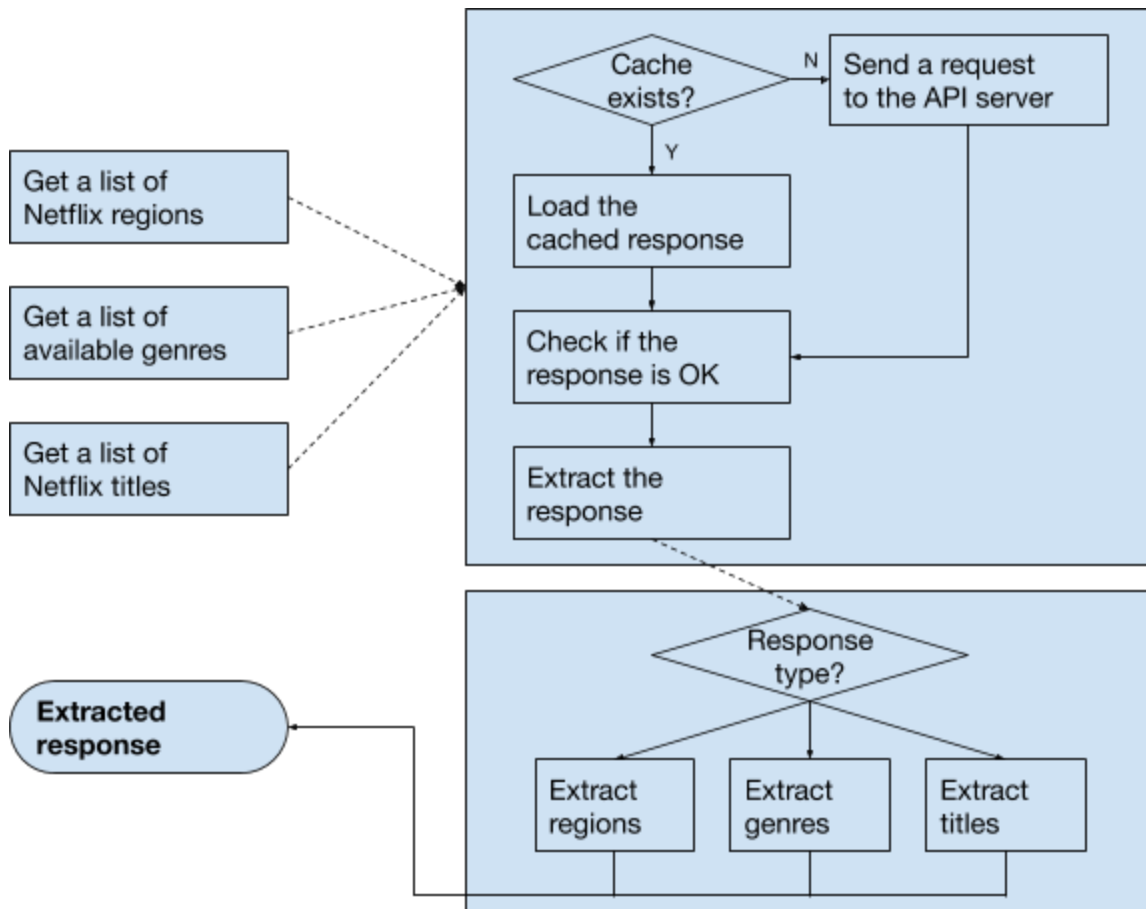 Cache
exists?
N
Send a request
to the API server
Y
Get a list of
Netflix regions
Load the
cached response
Get a list of
available genres
Check if the
response is OK
Get a list of
Netflix titles
Extract the
response
Response
type?
Extracted
response
Extract
regions
Extract
genres
Extract
titles